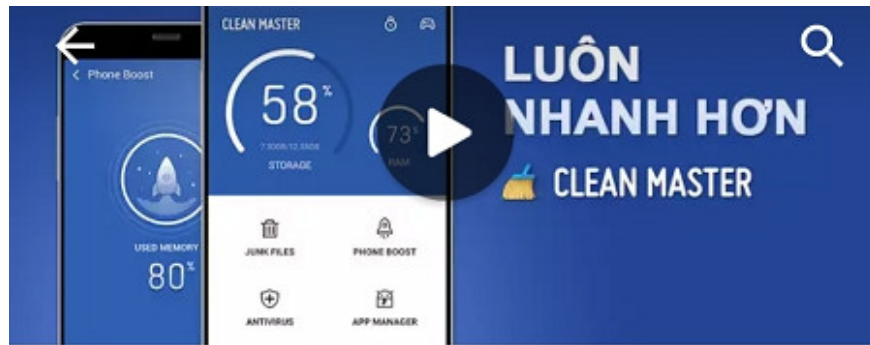 Phone Boost
USED MEMORY
80%
CLEAN MASTER
58%
STORAGE
73%
RAM
JUNK FILES
PHONE BOOST
ANTIVIRUS
APP MANAGER
LUÔN
NHANH HƠN
CLEAN MASTER